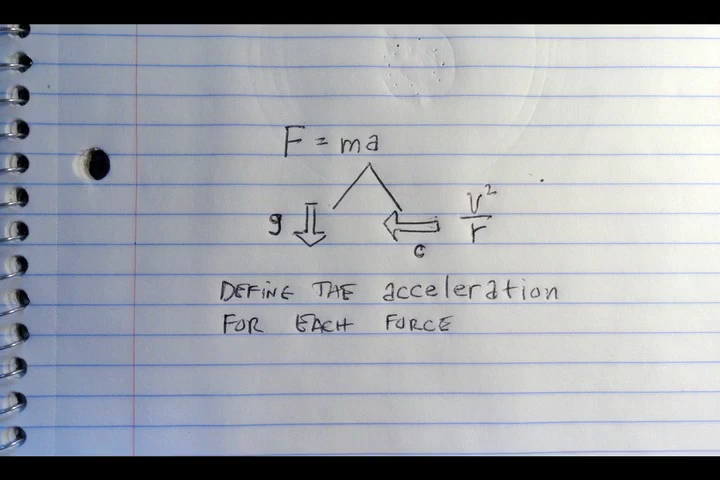 F = ma
g ⇓ ⇐ c v²/r
DEFINE THE acceleration
FOR EACH FORCE